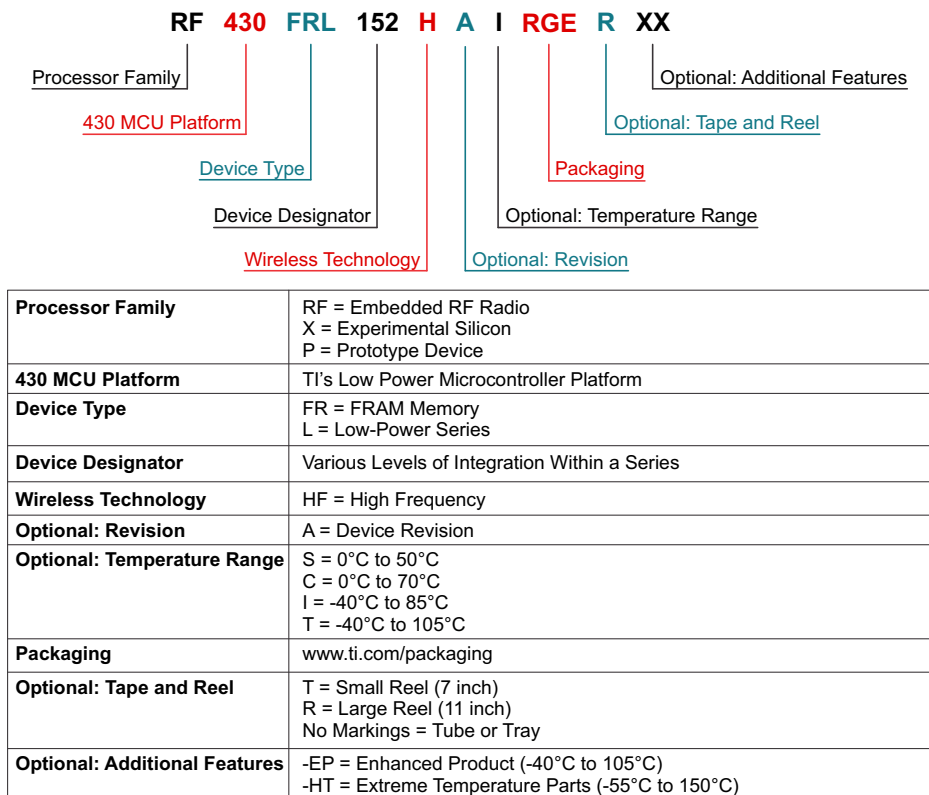 RF 430 FRL 152 H A I RGE R XX
Processor Family
Optional: Additional Features
430 MCU Platform
Optional: Tape and Reel
Device Type
Packaging
Device Designator
Optional: Temperature Range
Wireless Technology
Optional: Revision
Processor Family RF = Embedded RF Radio
X = Experimental Silicon
P = Prototype Device
430 MCU Platform TI's Low Power Microcontroller Platform
Device Type FR = FRAM Memory
L = Low-Power Series
Device Designator Various Levels of Integration Within a Series
Wireless Technology HF = High Frequency
Optional: Revision A = Device Revision
Optional: Temperature Range S = 0°C to 50°C
C = 0°C to 70°C
I = -40°C to 85°C
T = -40°C to 105°C
Packaging www.ti.com/packaging
Optional: Tape and Reel T = Small Reel (7 inch)
R = Large Reel (11 inch)
No Markings = Tube or Tray
Optional: Additional Features -EP = Enhanced Product (-40°C to 105°C)
-HT = Extreme Temperature Parts (-55°C to 150°C)